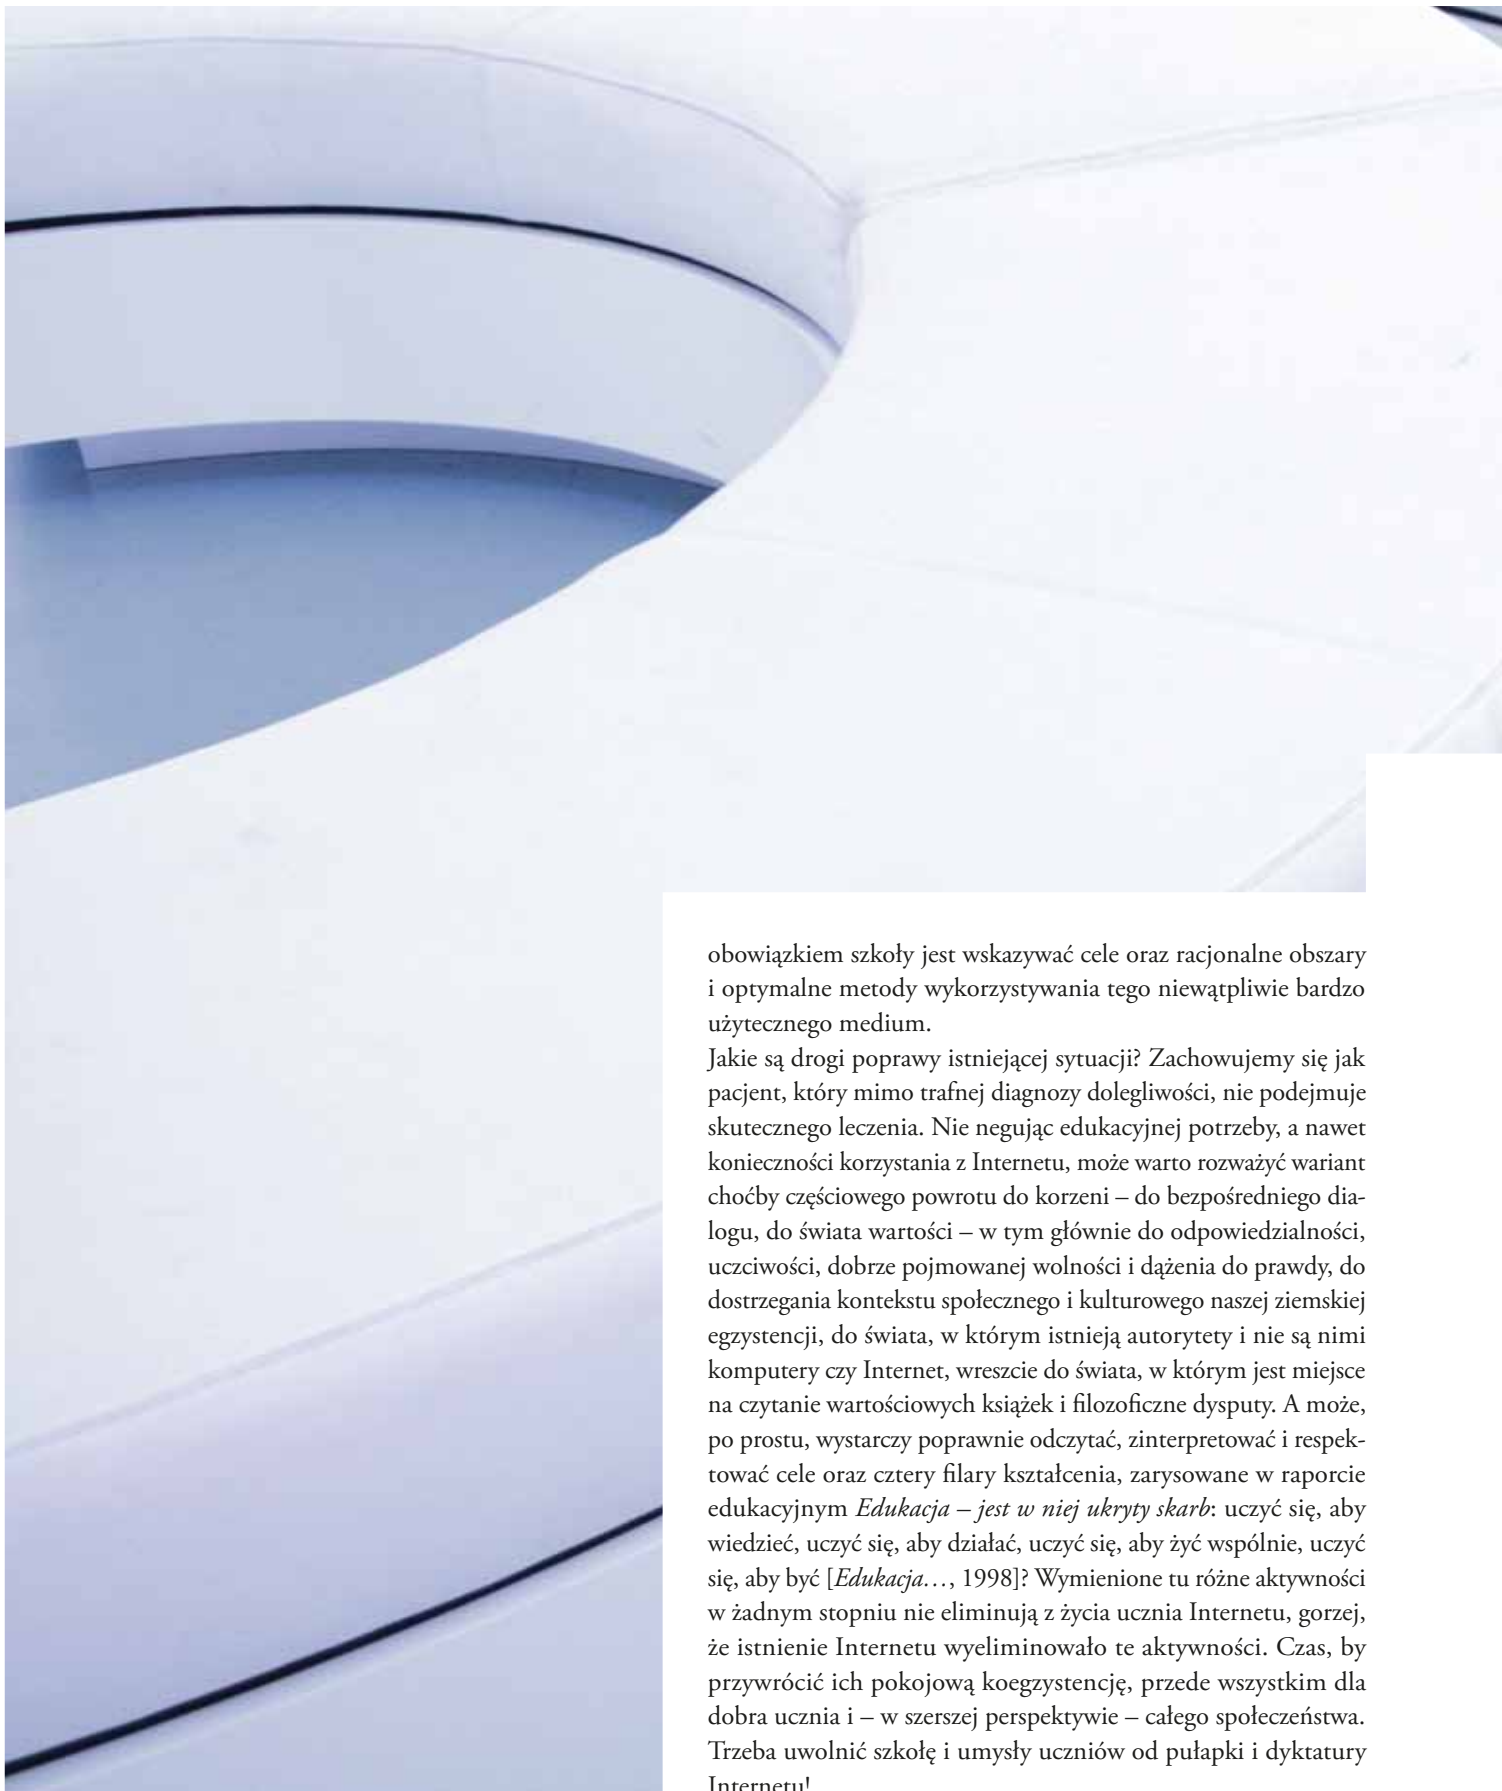 obowiązkiem szkoły jest wskazywać cele oraz racjonalne obszary
i optymalne metody wykorzystywania tego niewątpliwie bardzo
użytecznego medium.
Jakie są drogi poprawy istniejącej sytuacji? Zachowujemy się jak
pacjent, który mimo trafnej diagnozy dolegliwości, nie podejmuje
skutecznego leczenia. Nie negując edukacyjnej potrzeby, a nawet
konieczności korzystania z Internetu, może warto rozważyć wariant
choćby częściowego powrotu do korzeni – do bezpośredniego dia-
logu, do świata wartości – w tym głównie do odpowiedzialności,
uczciwości, dobrze pojmowanej wolności i dążenia do prawdy, do
dostrzegania kontekstu społecznego i kulturowego naszej ziemskiej
egzystencji, do świata, w którym istnieją autorytety i nie są nimi
komputery czy Internet, wreszcie do świata, w którym jest miejsce
na czytanie wartościowych książek i filozoficzne dysputy. A może,
po prostu, wystarczy poprawnie odczytać, zinterpretować i respek-
tować cele oraz cztery filary kształcenia, zarysowane w raporcie
edukacyjnym Edukacja – jest w niej ukryty skarb: uczyć się, aby
wiedzieć, uczyć się, aby działać, uczyć się, aby żyć wspólnie, uczyć
się, aby być [Edukacja…, 1998]? Wymienione tu różne aktywności
w żadnym stopniu nie eliminują z życia ucznia Internetu, gorzej,
że istnienie Internetu wyeliminowało te aktywności. Czas, by
przywrócić ich pokojową koegzystencję, przede wszystkim dla
dobra ucznia i – w szerszej perspektywie – całego społeczeństwa.
Trzeba uwolnić szkołę i umysły uczniów od pułapki i dyktatury
Internetu!